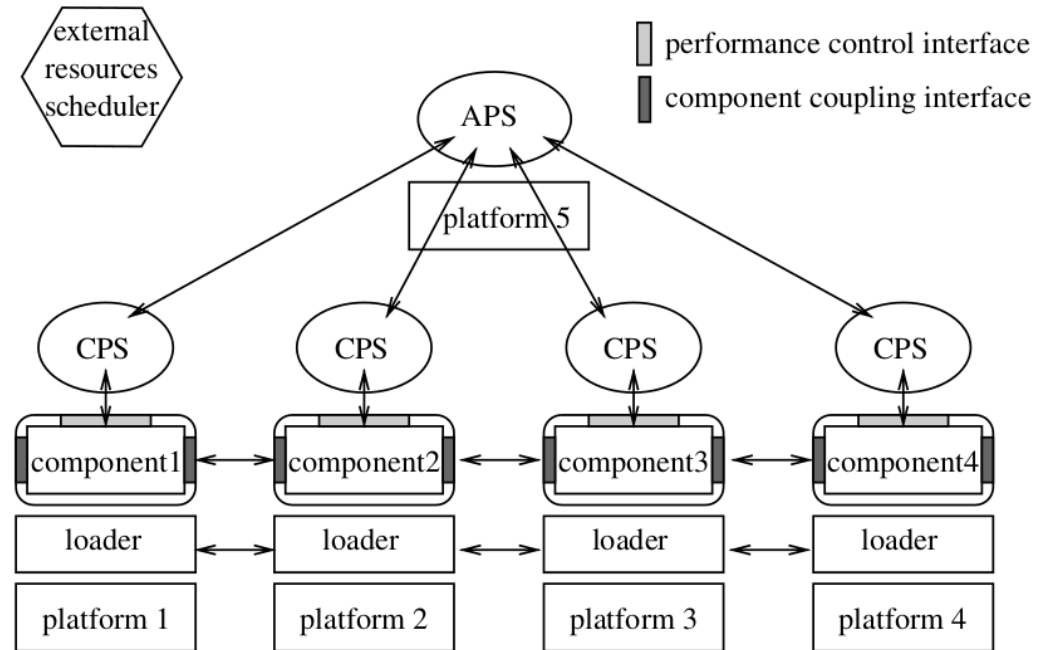 external
resources
scheduler
performance control interface
component coupling interface
APS
platform 5
CPS CPS CPS CPS
component1 component2 component3 component4
loader loader loader loader
platform 1 platform 2 platform 3 platform 4